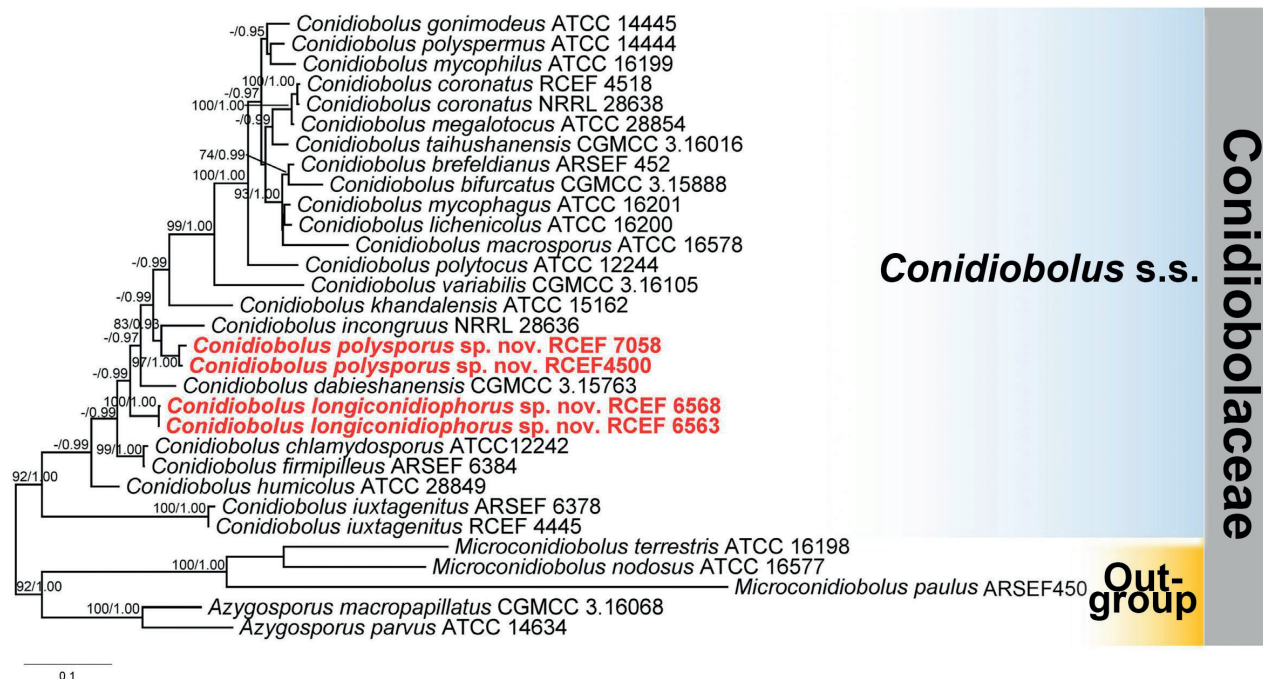 Conidiobolus gonimodeus ATCC 14445
-/0.95
Conidiobolus polyspermus ATCC 14444
Conidiobolus mycophilus ATCC 16199
100/1.00
Conidiobolus coronatus RCEF 4518
-/0.97
100/1.00
Conidiobolus coronatus NRRL 28638
-/0.99
Conidiobolus megalotocus ATCC 28854
Conidiobolus taihushanensis CGMCC 3.16016
74/0.99
Conidiobolus brefeldianus ARSEF 452
100/1.00
Conidiobolus bifurcatus CGMCC 3.15888
93/1.00
Conidiobolus mycophagus ATCC 16201
Conidiobolus lichenicolus ATCC 16200
99/1.00
Conidiobolus macrosporus ATCC 16578
-/0.99
Conidiobolus polytocus ATCC 12244
Conidiobolus variabilis CGMCC 3.16105
-/0.99
Conidiobolus khandalensis ATCC 15162
83/0.93
Conidiobolus incongruus NRRL 28636
-/0.97
Conidiobolus polysporus sp. nov. RCEF 7058
97/1.00
Conidiobolus polysporus sp. nov. RCEF4500
-/0.99
Conidiobolus dabieshanensis CGMCC 3.15763
100/1.00
Conidiobolus longiconidiophorus sp. nov. RCEF 6568
-/0.99
Conidiobolus longiconidiophorus sp. nov. RCEF 6563
-/0.99
Conidiobolus chlamydosporus ATCC12242
99/1.00
Conidiobolus firmipilleus ARSEF 6384
92/1.00
Conidiobolus humicolus ATCC 28849
Conidiobolus iuxtagenitus ARSEF 6378
100/1.00
Conidiobolus iuxtagenitus RCEF 4445
Microconidiobolus terrestris ATCC 16198
100/1.00
Microconidiobolus nodosus ATCC 16577
92/1.00
Microconidiobolus paulus ARSEF450
100/1.00
Azygosporus macropapillatus CGMCC 3.16068
Azygosporus parvus ATCC 14634
0.1
Conidiobolus s.s.
Out-
group
Conidiobolaceae